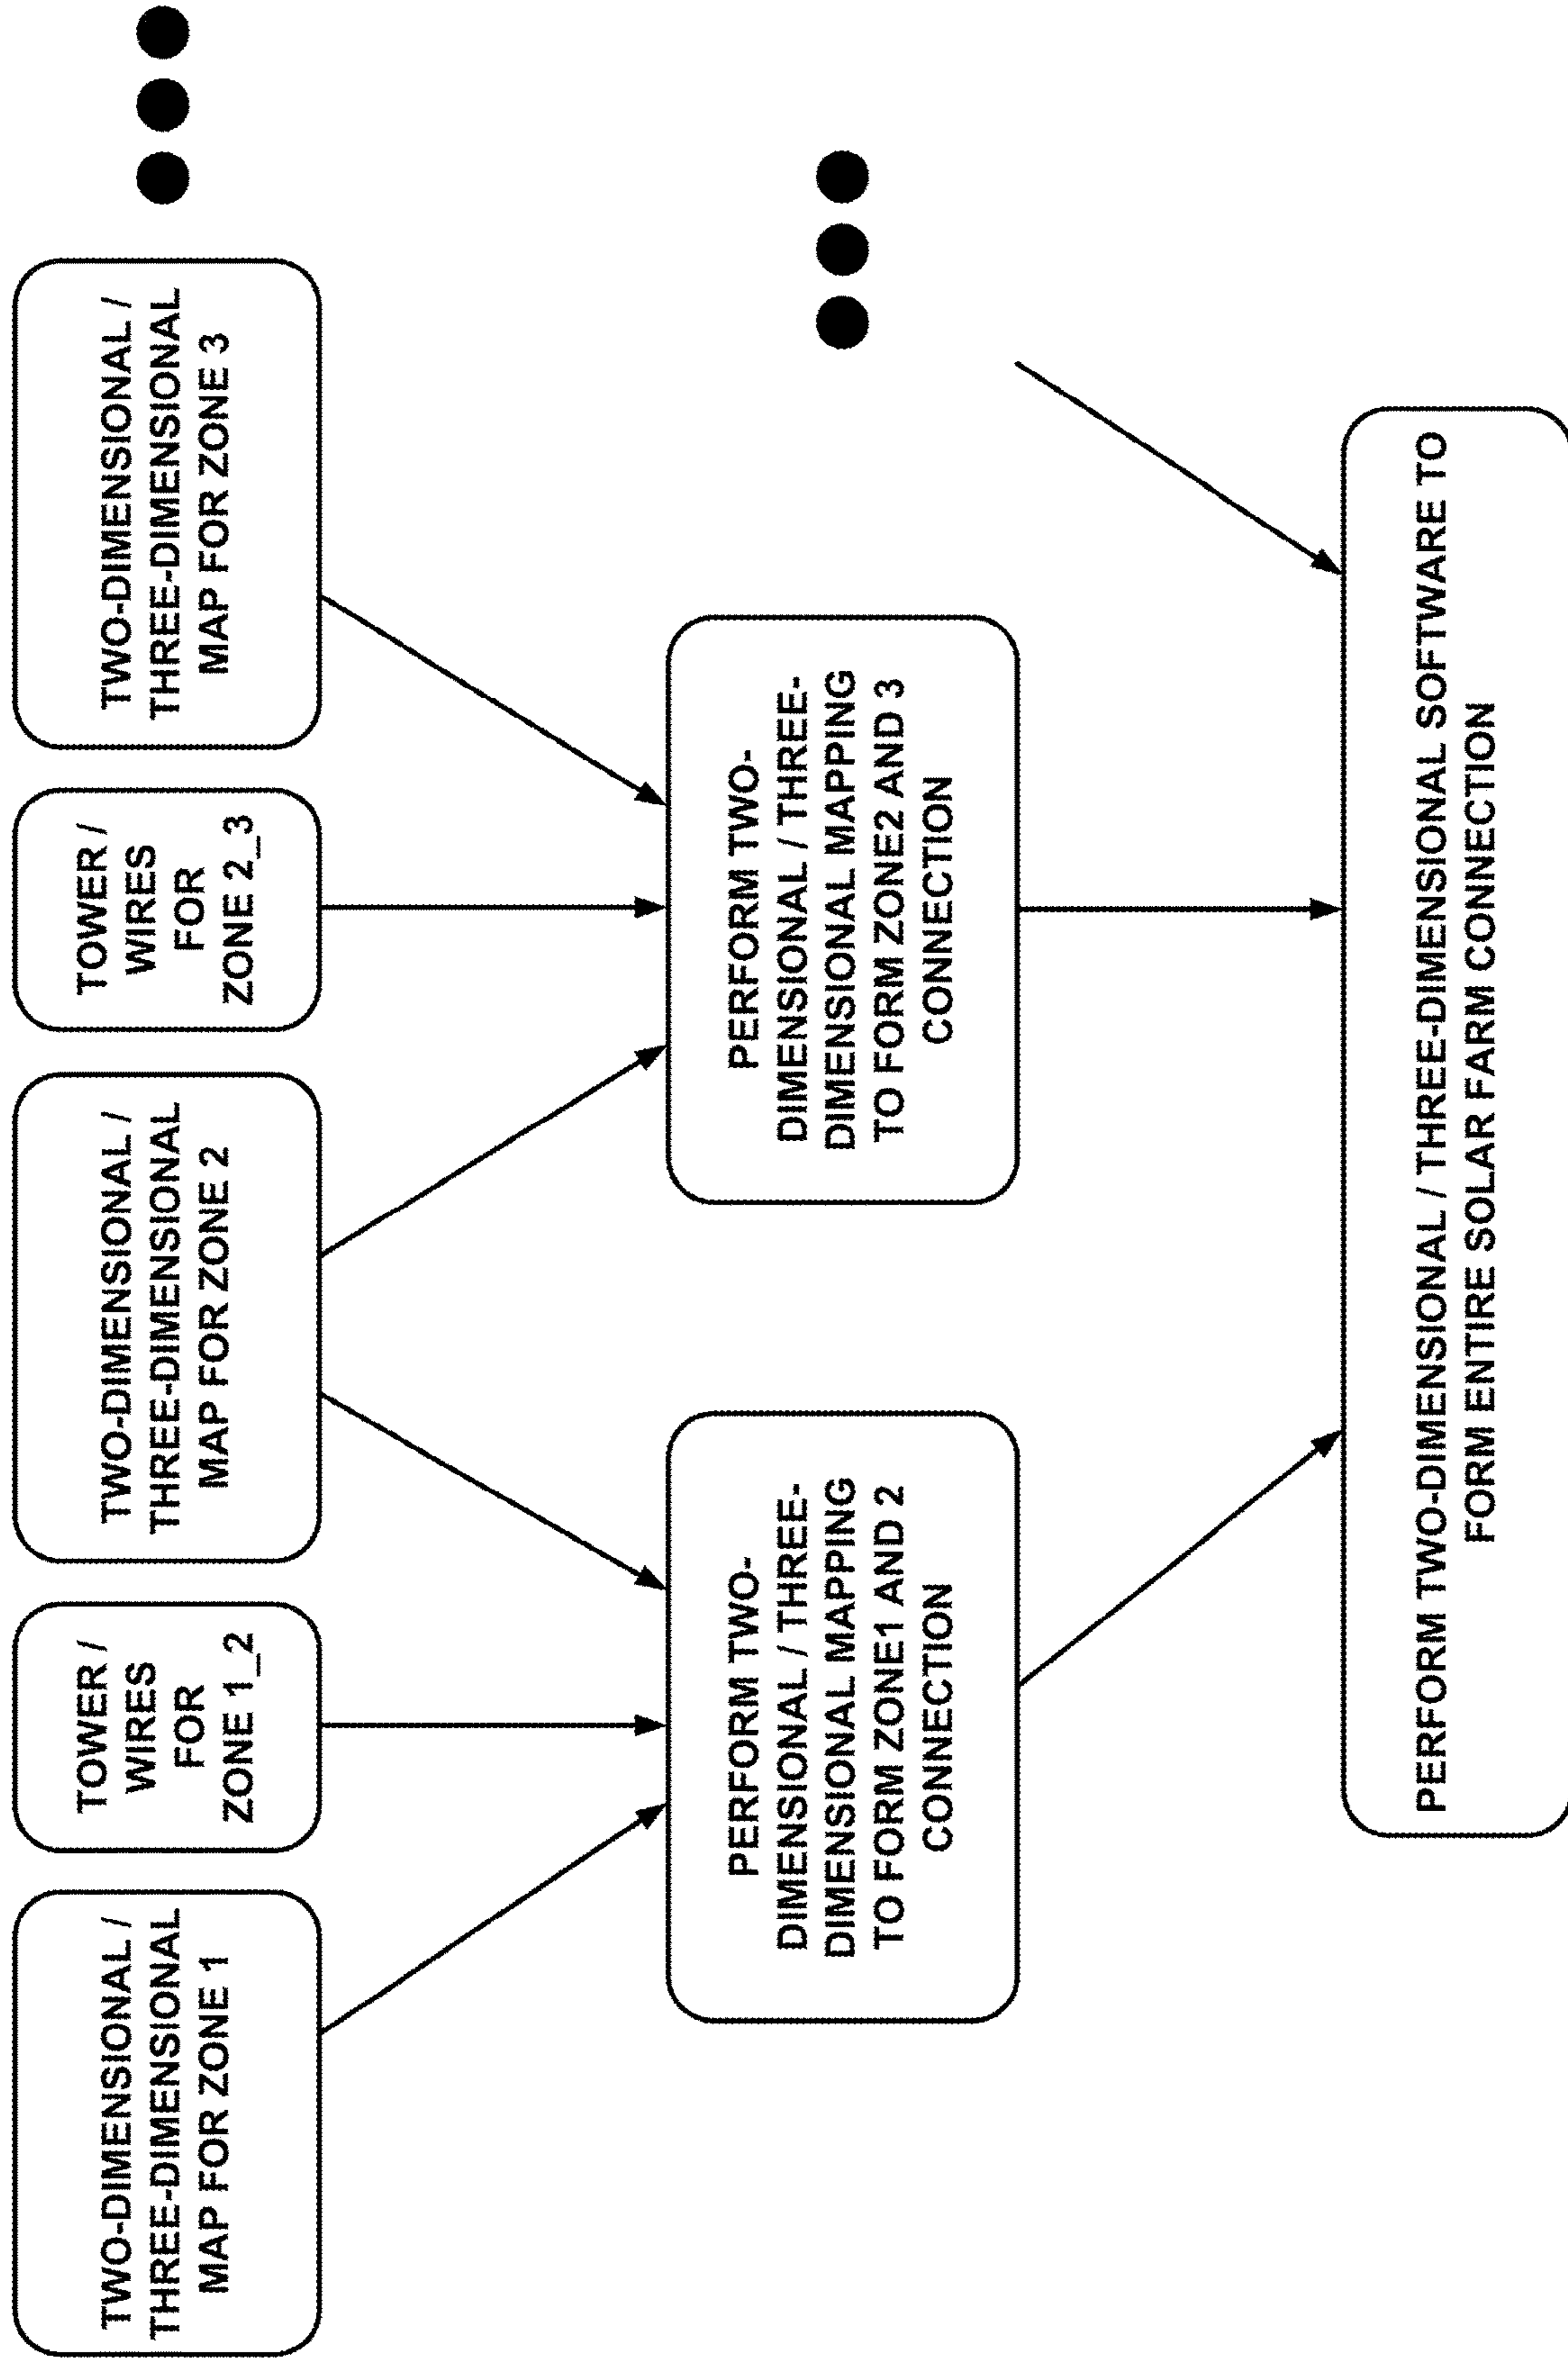 TWO-DIMENSIONAL /
THREE-DIMENSIONAL
MAP FOR ZONE 1
TOWER /
WIRES
FOR
ZONE 1_2
TWO-DIMENSIONAL /
THREE-DIMENSIONAL
MAP FOR ZONE 2
TOWER /
WIRES
FOR
ZONE 2_3
TWO-DIMENSIONAL /
THREE-DIMENSIONAL
MAP FOR ZONE 3
PERFORM TWO-
DIMENSIONAL / THREE-
DIMENSIONAL MAPPING
TO FORM ZONE1 AND 2
CONNECTION
PERFORM TWO-
DIMENSIONAL / THREE-
DIMENSIONAL MAPPING
TO FORM ZONE2 AND 3
CONNECTION
PERFORM TWO-DIMENSIONAL / THREE-DIMENSIONAL SOFTWARE TO
FORM ENTIRE SOLAR FARM CONNECTION